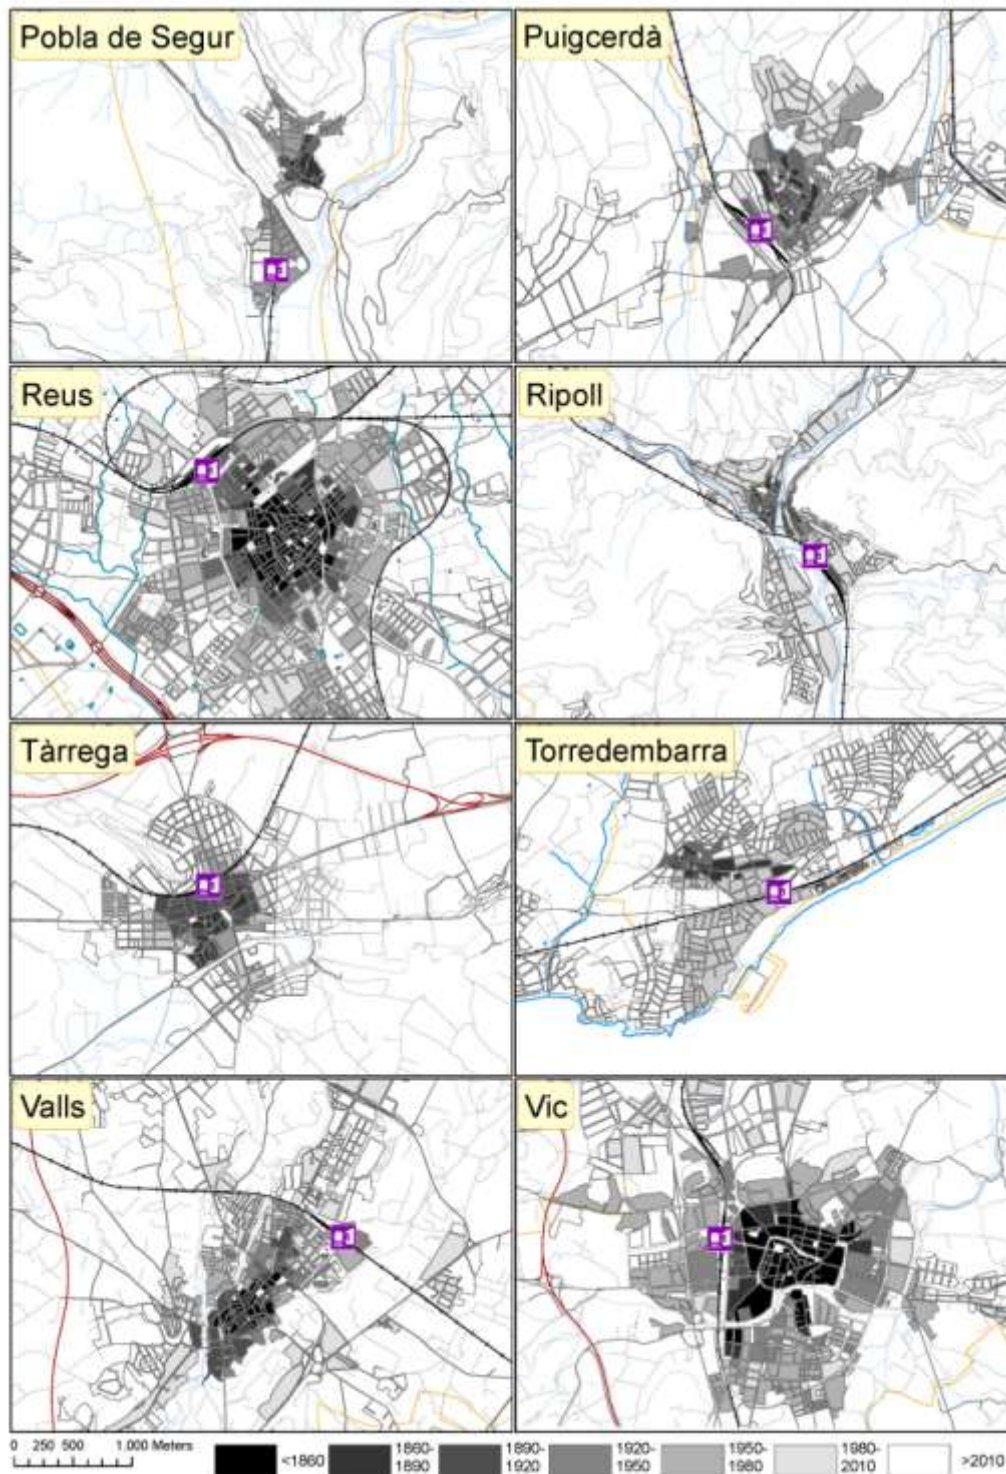 Pobla de Segur
Puigcerdà
Reus
Ripoll
Tàrrega
Torredembarra
Valls
Vic
0 250 500 1.000 Meters
<1860
1860-
1890
1890-
1920
1920-
1950
1950-
1980
1980-
2010
>2010